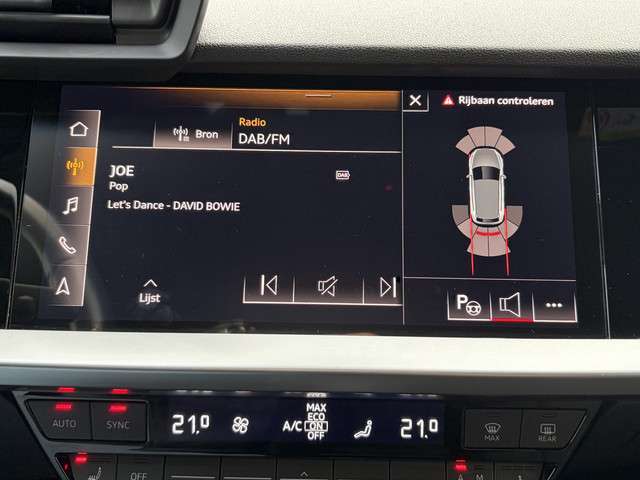 Rijbaan controleren
Radio
Bron
DAB/FM
JOE
DAB
Pop
Let's Dance - DAVID BOWIE
Lijst
P
AUTO
SYNC
21.0
A/C
MAX
ECO
ON
OFF
21.0
MAX
REAR
OFF
A
M